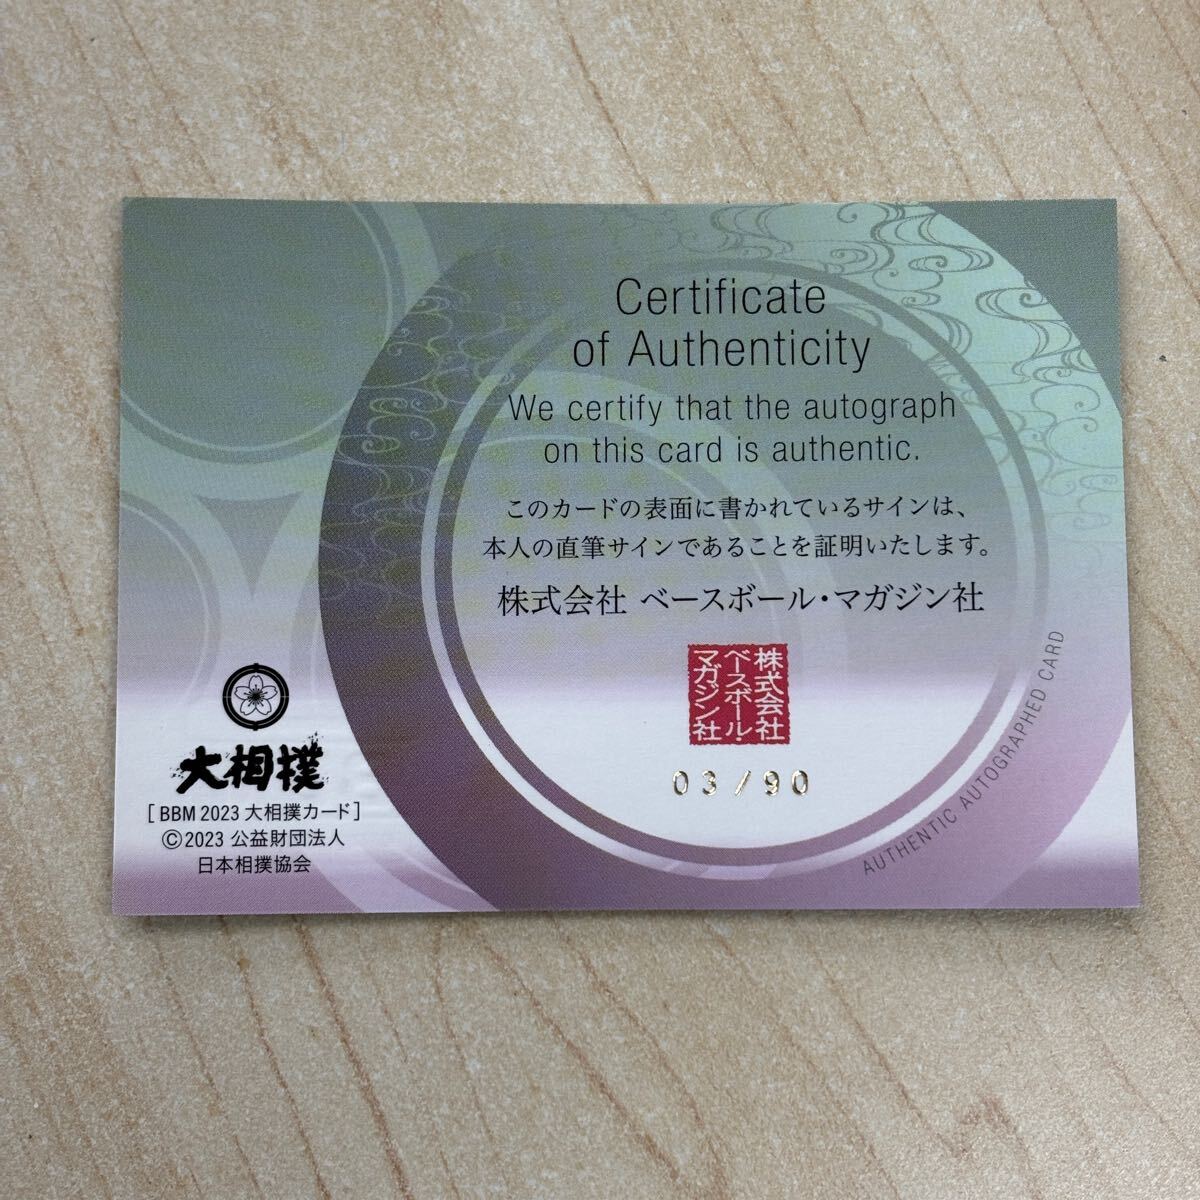 Certificate
of Authenticity
We certify that the autograph
on this card is authentic.
このカードの表面に書かれているサインは、
本人の直筆サインであることを証明いたします。
株式会社 ベースボール・マガジン社
株式会社
ベースボール・
マガジン社
03/90
AUTHENTIC AUTOGRAPHED CARD
大相撲
[BBM 2023 大相撲カード]
©2023 公益財団法人
日本相撲協会